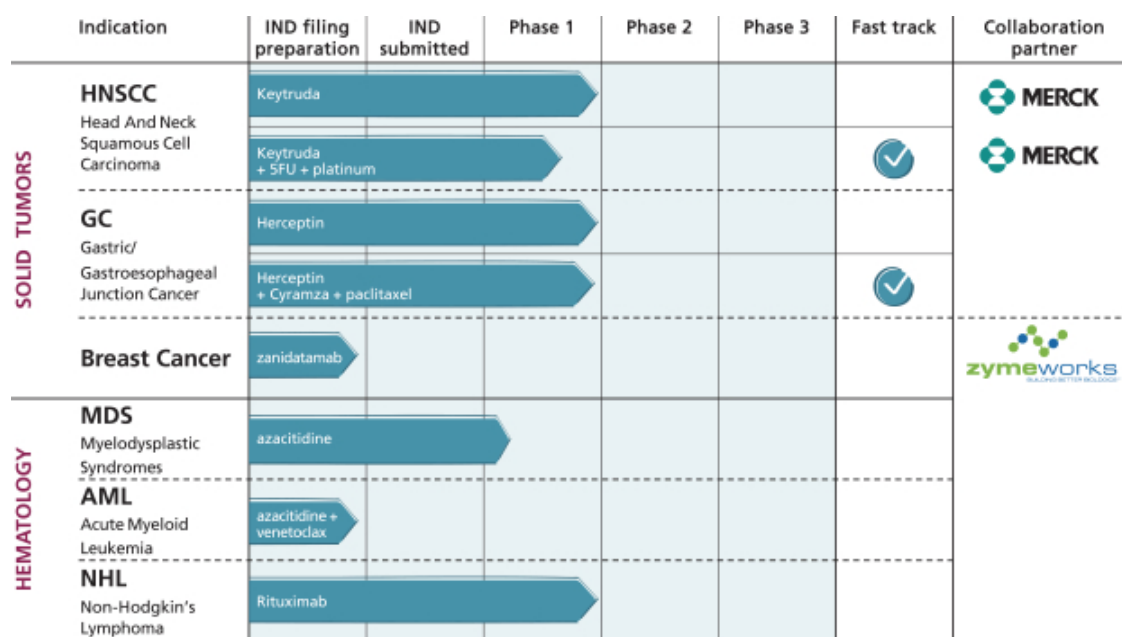 Indication
IND filing
preparation
IND
submitted
Phase 1
Phase 2
Phase 3
Fast track
Collaboration
partner
SOLID TUMORS
HNSCC
Head And Neck
Squamous Cell
Carcinoma
Keytruda
MERCK
Keytruda
+ 5FU + platinum
MERCK
GC
Gastric/
Gastroesophageal
Junction Cancer
Herceptin
Herceptin
+ Cyramza + paclitaxel
Breast Cancer
zanidatamab
zymeworks
BUILDING BETTER BIOLOGICS
HEMATOLOGY
MDS
Myelodysplastic
Syndromes
azacitidine
AML
Acute Myeloid
Leukemia
azacitidine +
venetoclax
NHL
Non-Hodgkin's
Lymphoma
Rituximab